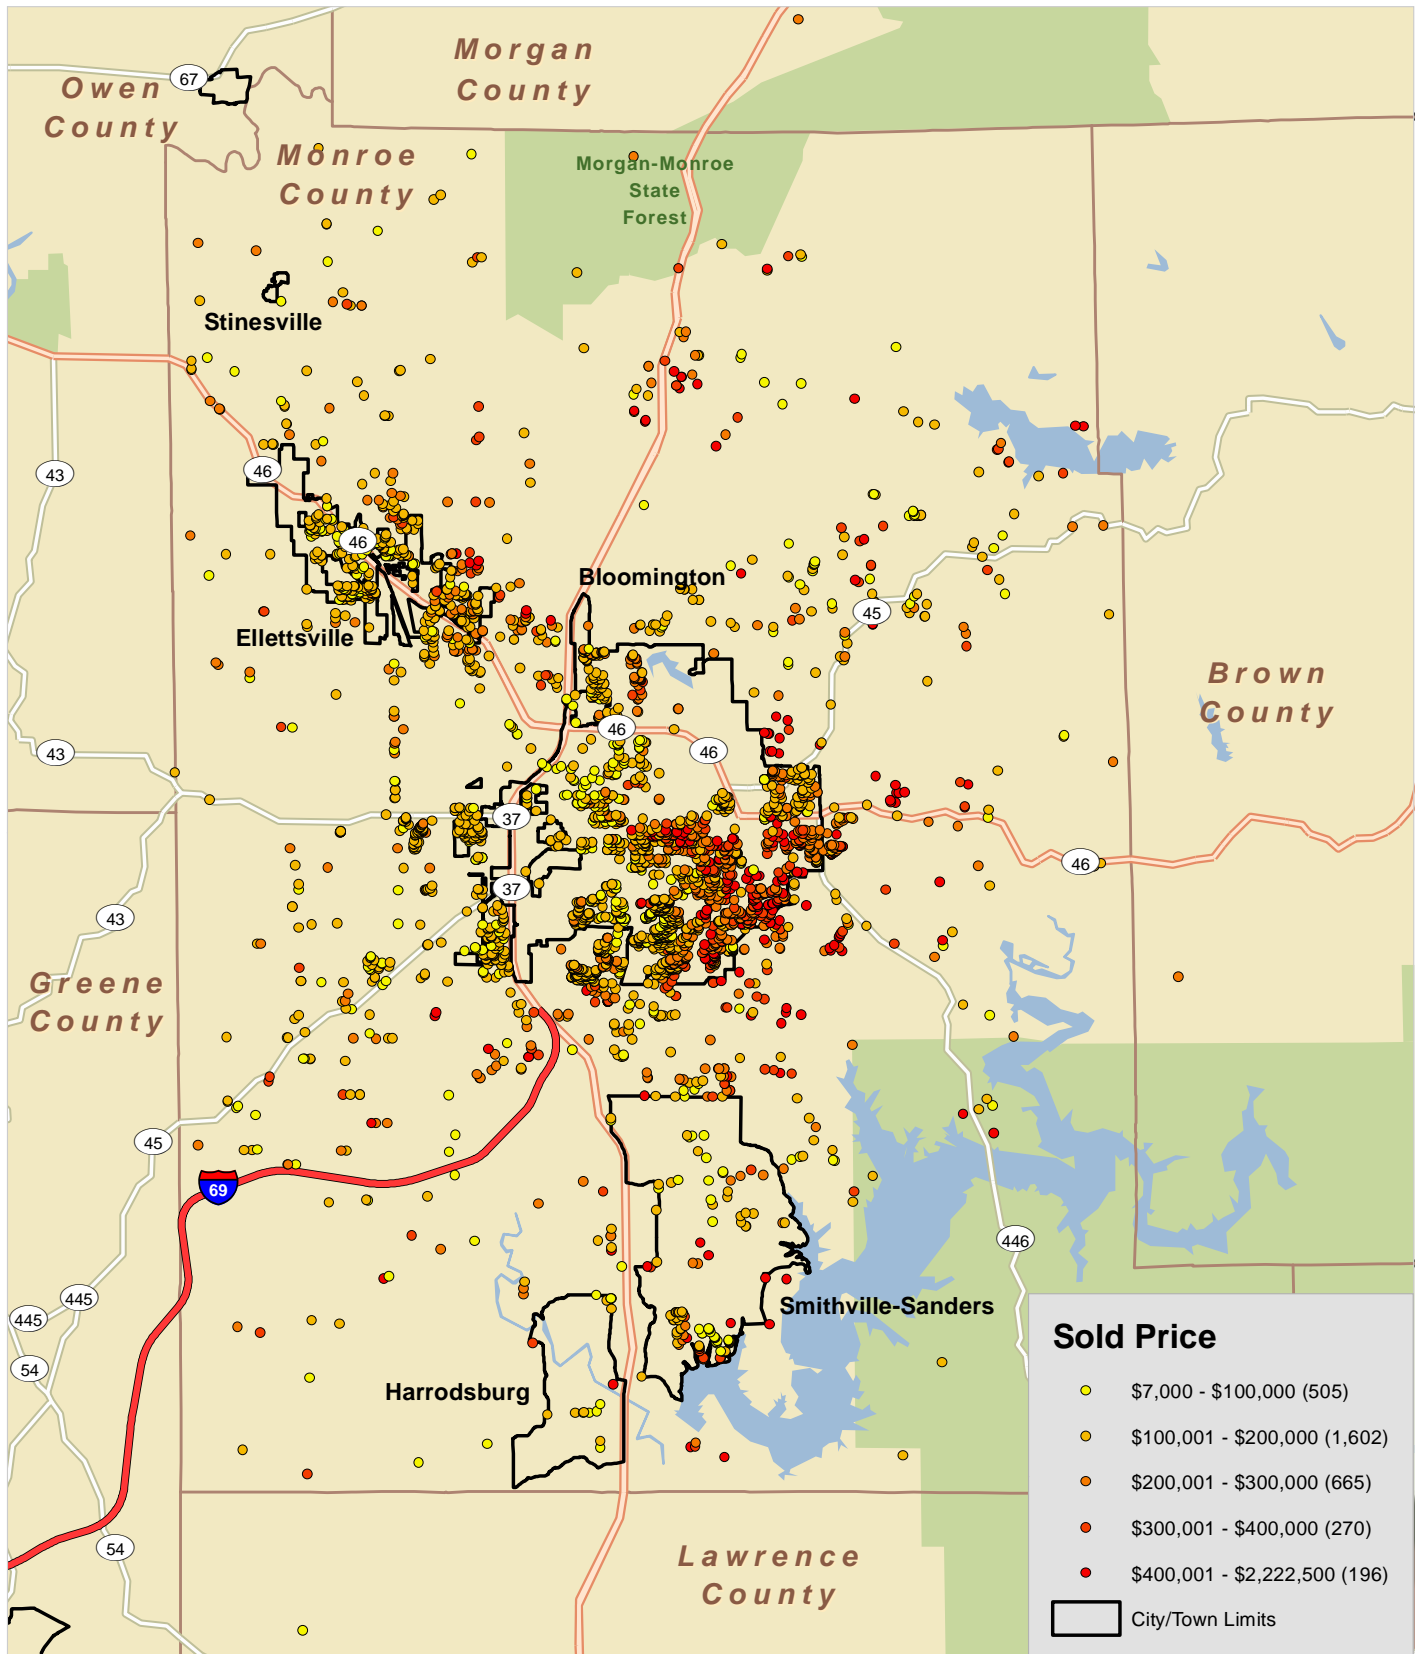 Morgan
County
67
Owen
County
Monroe
County
Morgan-Monroe
State
Forest
Stinesville
46
43
46
Bloomington
45
Ellettsville
Brown
County
46
46
43
37
46
37
43
Greene
County
45
69
446
445
Smithville-Sanders
445
54
Harrodsburg
54
Lawrence
County
Sold Price
$7,000 - $100,000 (505)
$100,001 - $200,000 (1,602)
$200,001 - $300,000 (665)
$300,001 - $400,000 (270)
$400,001 - $2,222,500 (196)
City/Town Limits